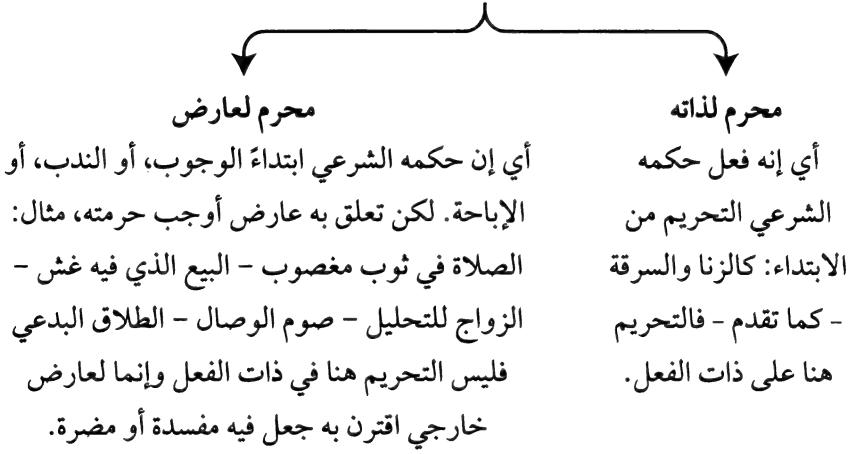 محرم لذاته
أي إنه فعل حكمه
الشرعي التحريم من
الابتداء: كالزنا والسرقة
- كما تقدم - فالتحريم
هنا على ذات الفعل.
محرم لعارض
أي إن حكمه الشرعي ابتداءً الوجوب، أو الندب، أو
الإباحة. لكن تعلق به عارض أوجب حرمته، مثال:
الصلاة في ثوب مغصوب – البيع الذي فيه غش –
الزواج للتحليل – صوم الوصال – الطلاق البدعي
فليس التحريم هنا في ذات الفعل وإنما لعارض
خارجي اقترن به جعل فيه مفسدة أو مضرة.